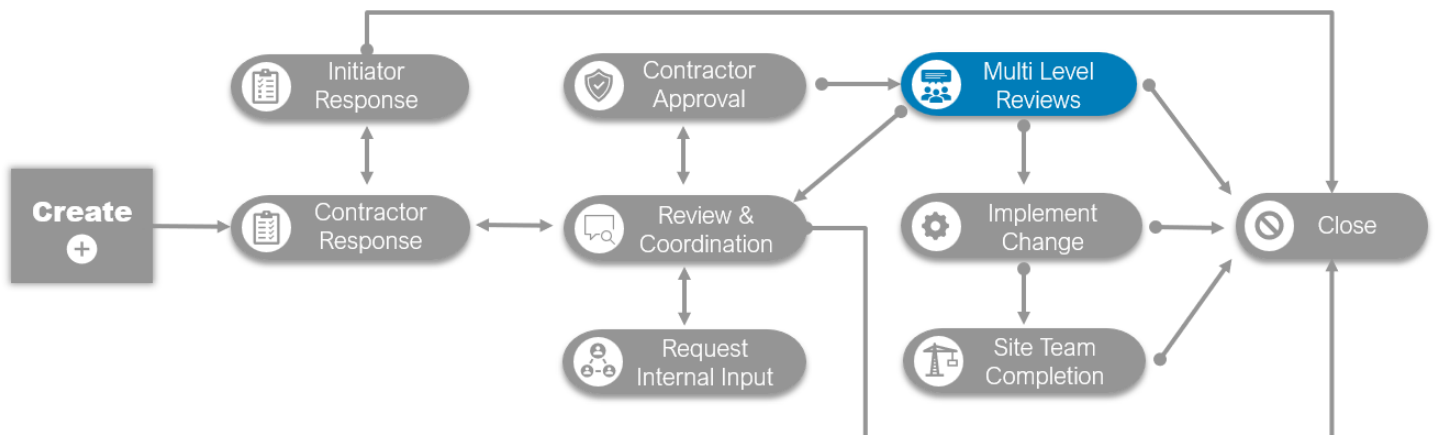 Initiator
Response
Contractor
Approval
Multi Level
Reviews
Create
Contractor
Response
Review &
Coordination
Implement
Change
Close
Request
Internal Input
Site Team
Completion